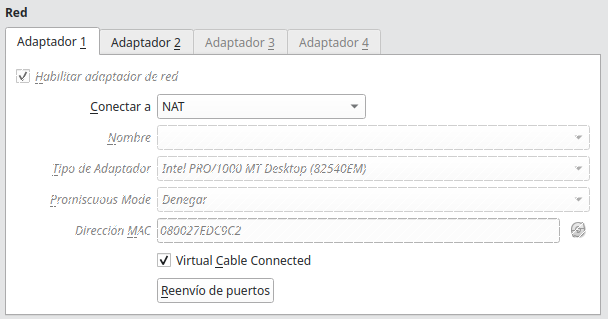 Red
Adaptador 1 Adaptador 2 Adaptador 3 Adaptador 4
Habilitar adaptador de red
Conectar a NAT
Nombre
Tipo de Adaptador Intel PRO/1000 MT Desktop (82540EM)
Promiscuous Mode Denegar
Dirección MAC 080027EDC9C2
Virtual Cable Connected
Reenvío de puertos